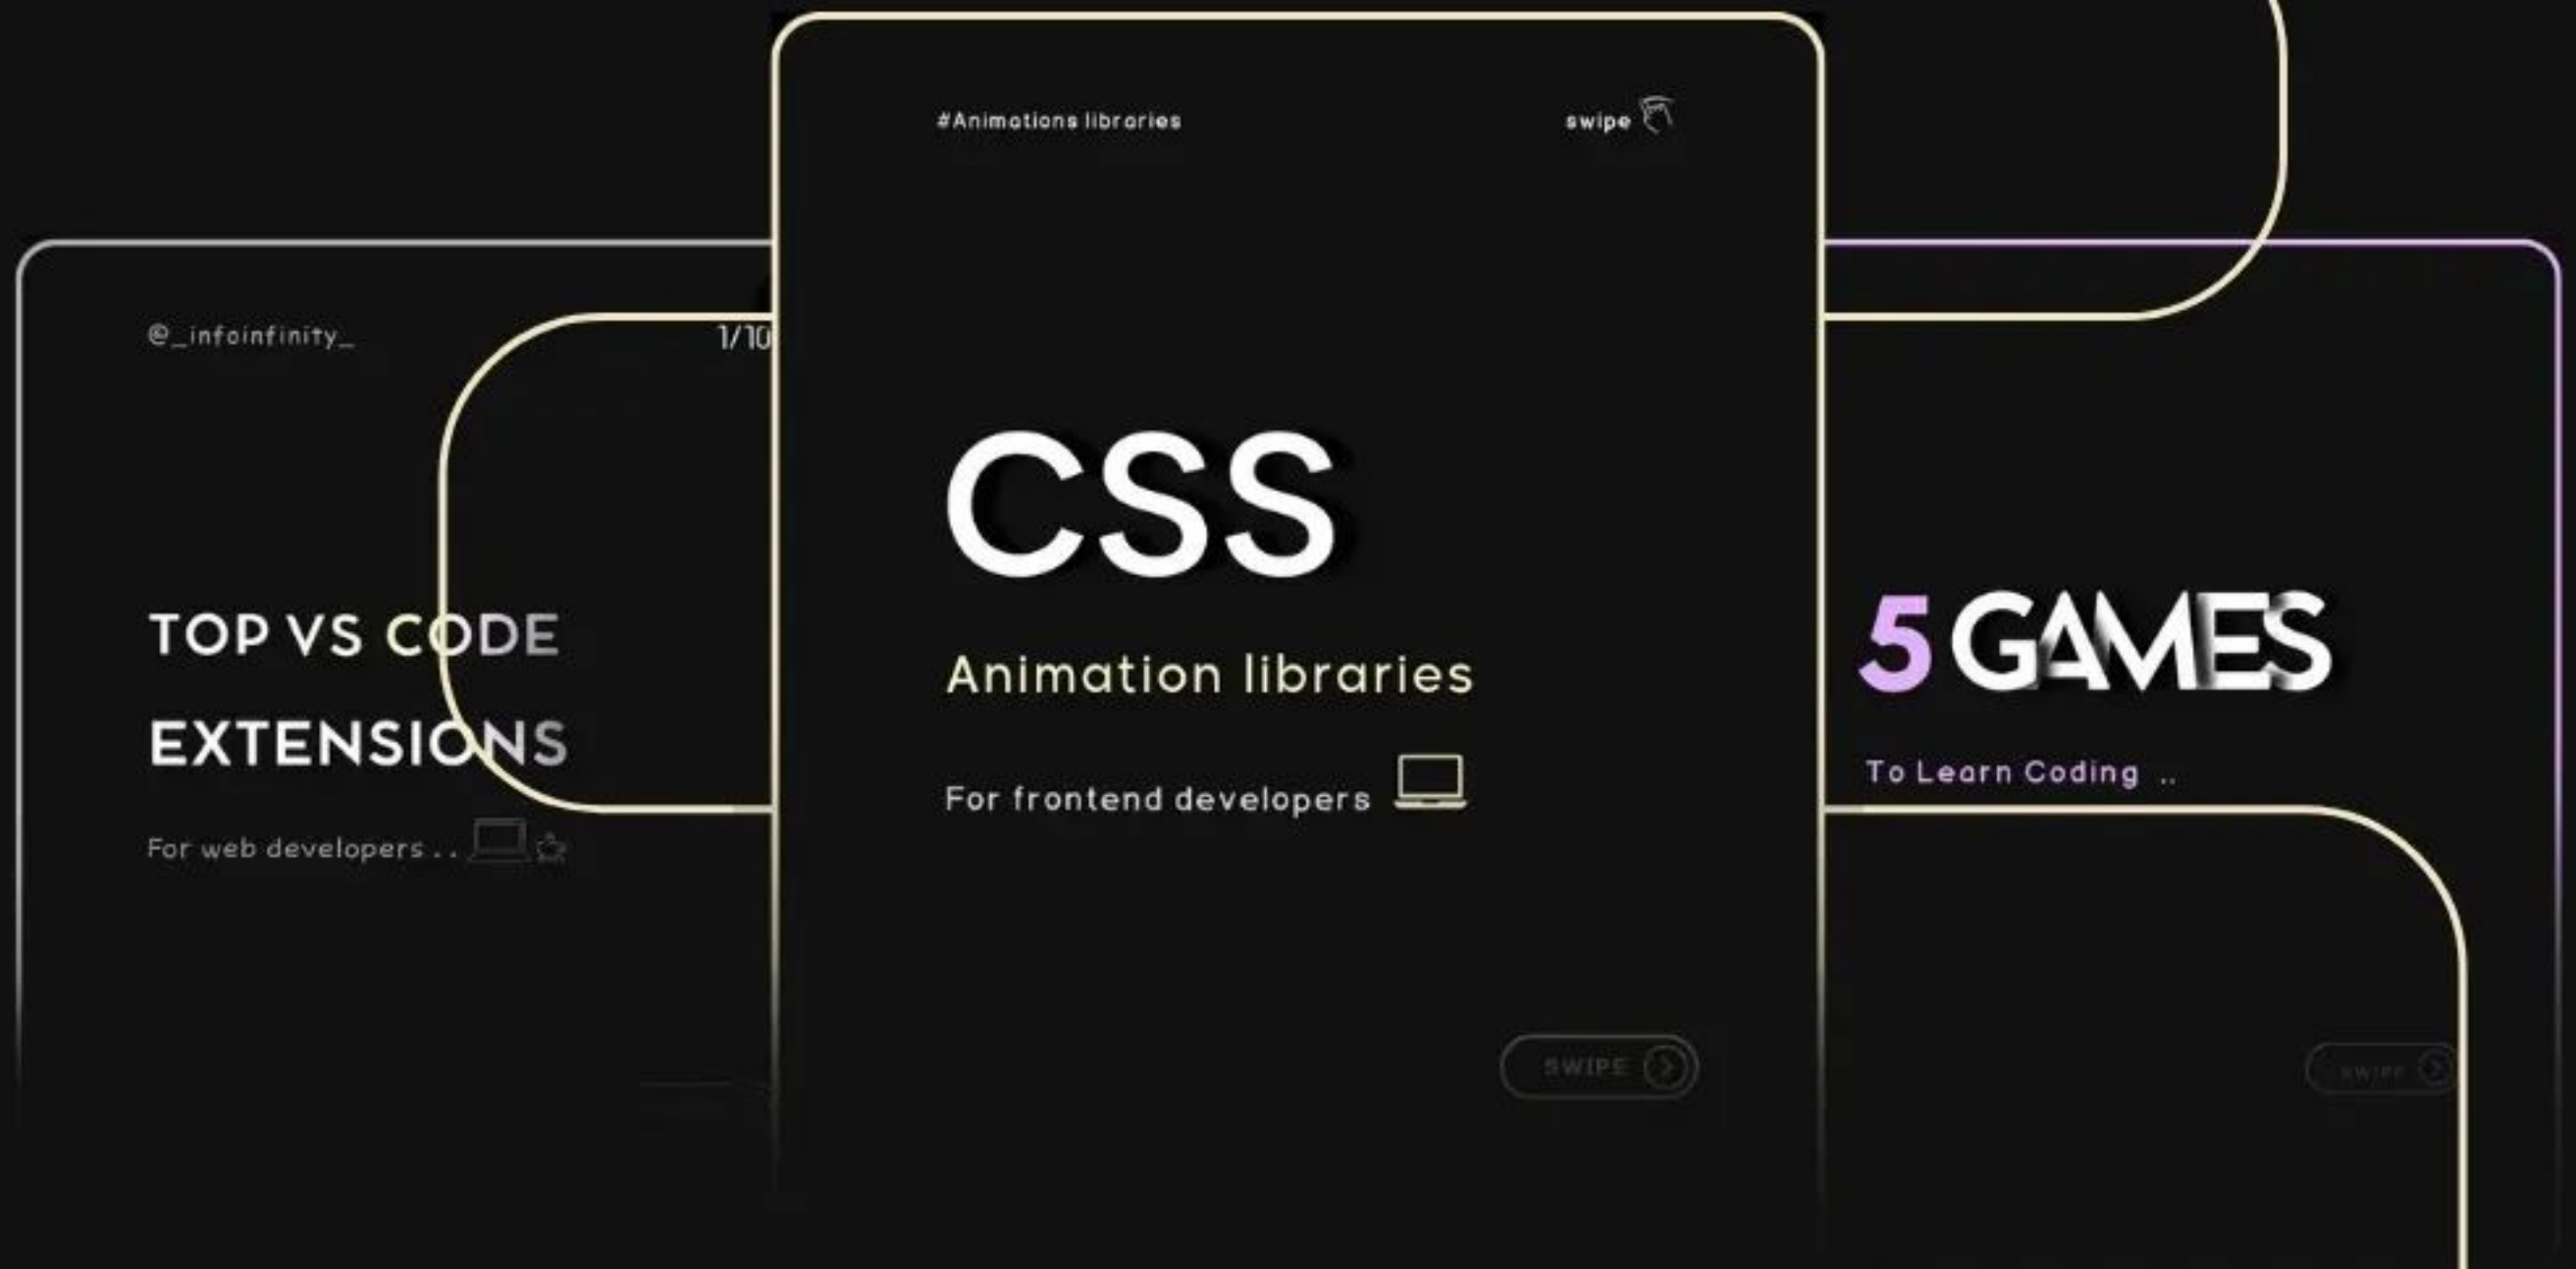 @_infoinfinity_
1/10
TOP VS CODE
EXTENSIONS
For web developers . .
#Animations libraries
swipe
CSS
Animation libraries
For frontend developers
SWIPE
5 GAMES
To Learn Coding ..
SWIPE